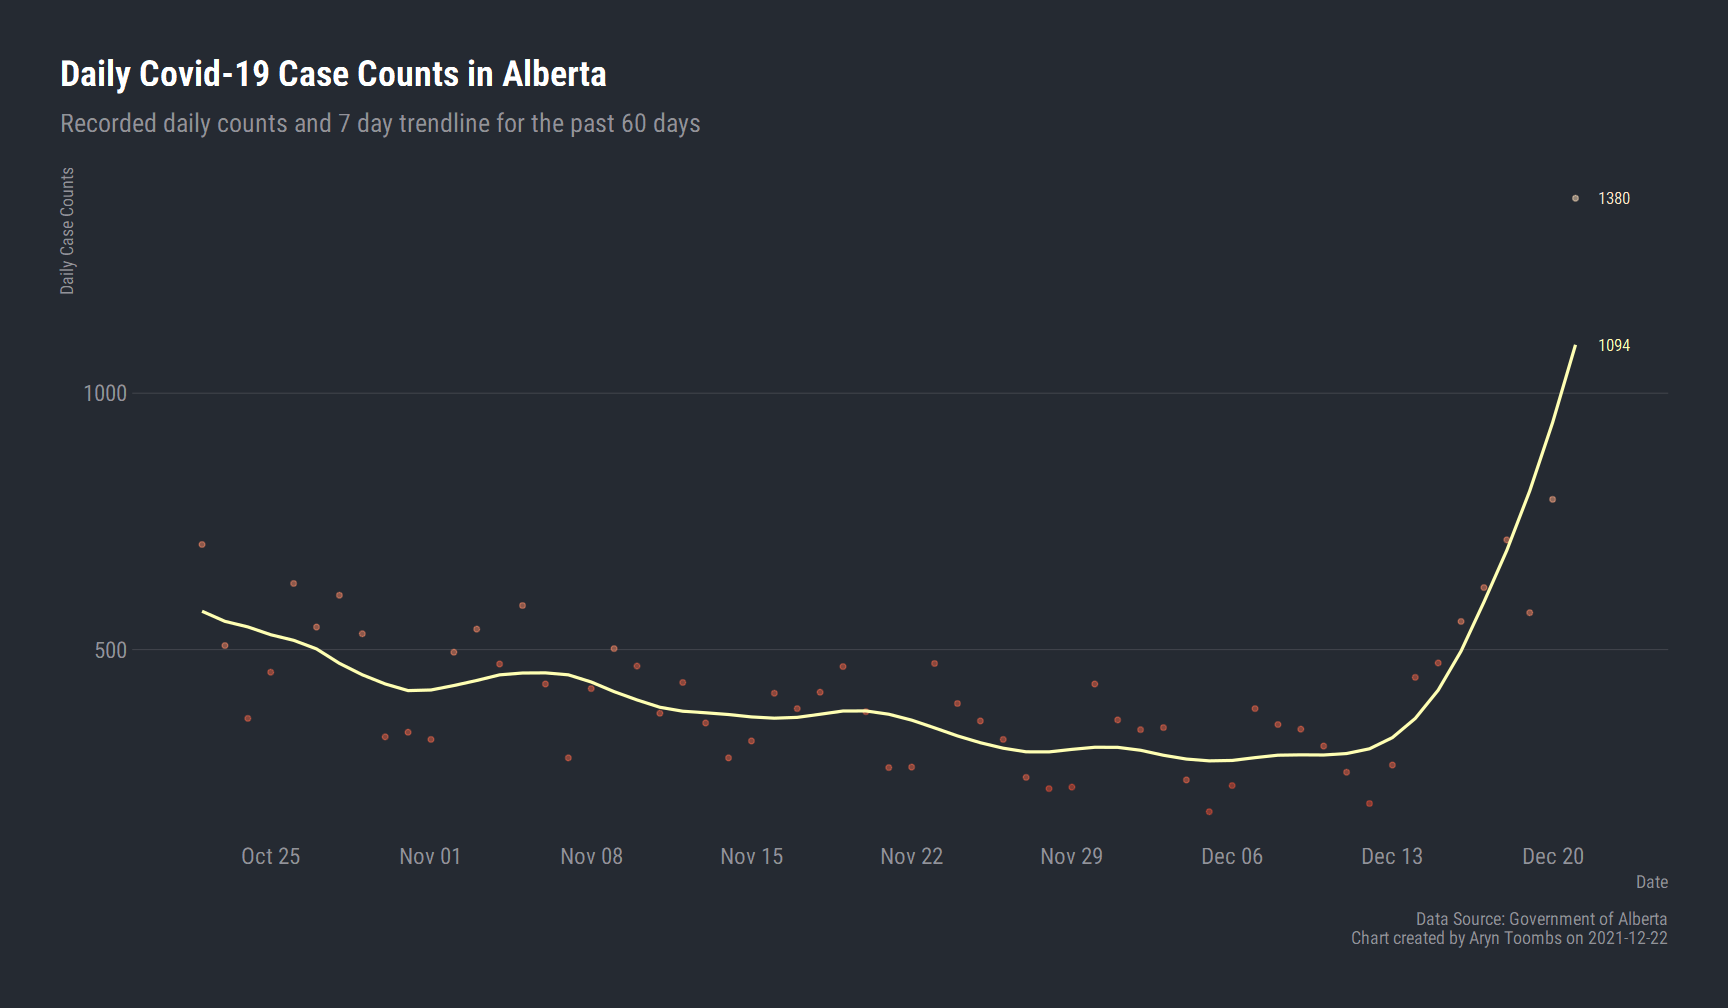 Daily Covid-19 Case Counts in Alberta
Recorded daily counts and 7 day trendline for the past 60 days
Daily Case Counts
1380
1094
1000
500
Oct 25
Nov 01
Nov 08
Nov 15
Nov 22
Nov 29
Dec 06
Dec 13
Dec 20
Date
Data Source: Government of Alberta
Chart created by Aryn Toombs on 2021-12-22